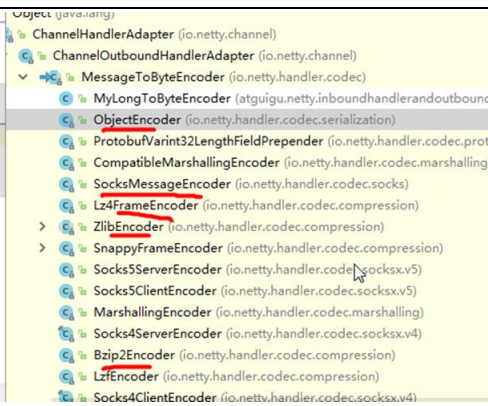 Object (java.lang)
ChannelHandlerAdapter (io.netty.channel)
ChannelOutboundHandlerAdapter (io.netty.channel)
MessageToByteEncoder (io.netty.handler.codec)
MyLongToByteEncoder (atguigu.netty.inboundhandlerandoutbound
ObjectEncoder (io.netty.handler.codec.serialization)
ProtobufVarint32LengthFieldPrepender (io.netty.handler.codec.prot
CompatibleMarshallingEncoder (io.netty.handler.codec.marshalling
SocksMessageEncoder (io.netty.handler.codec.socks)
Lz4FrameEncoder (io.netty.handler.codec.compression)
ZlibEncoder (io.netty.handler.codec.compression)
SnappyFrameEncoder (io.netty.handler.codec.compression)
Socks5ServerEncoder (io.netty.handler.codec.socksx.v5)
Socks5ClientEncoder (io.netty.handler.codec.socksx.v5)
MarshallingEncoder (io.netty.handler.codec.marshalling)
Socks4ServerEncoder (io.netty.handler.codec.socksx.v4)
Bzip2Encoder (io.netty.handler.codec.compression)
LzfEncoder (io.netty.handler.codec.compression)
Socks4ClientEncoder (io.netty.handler.codec.socksx.v4)